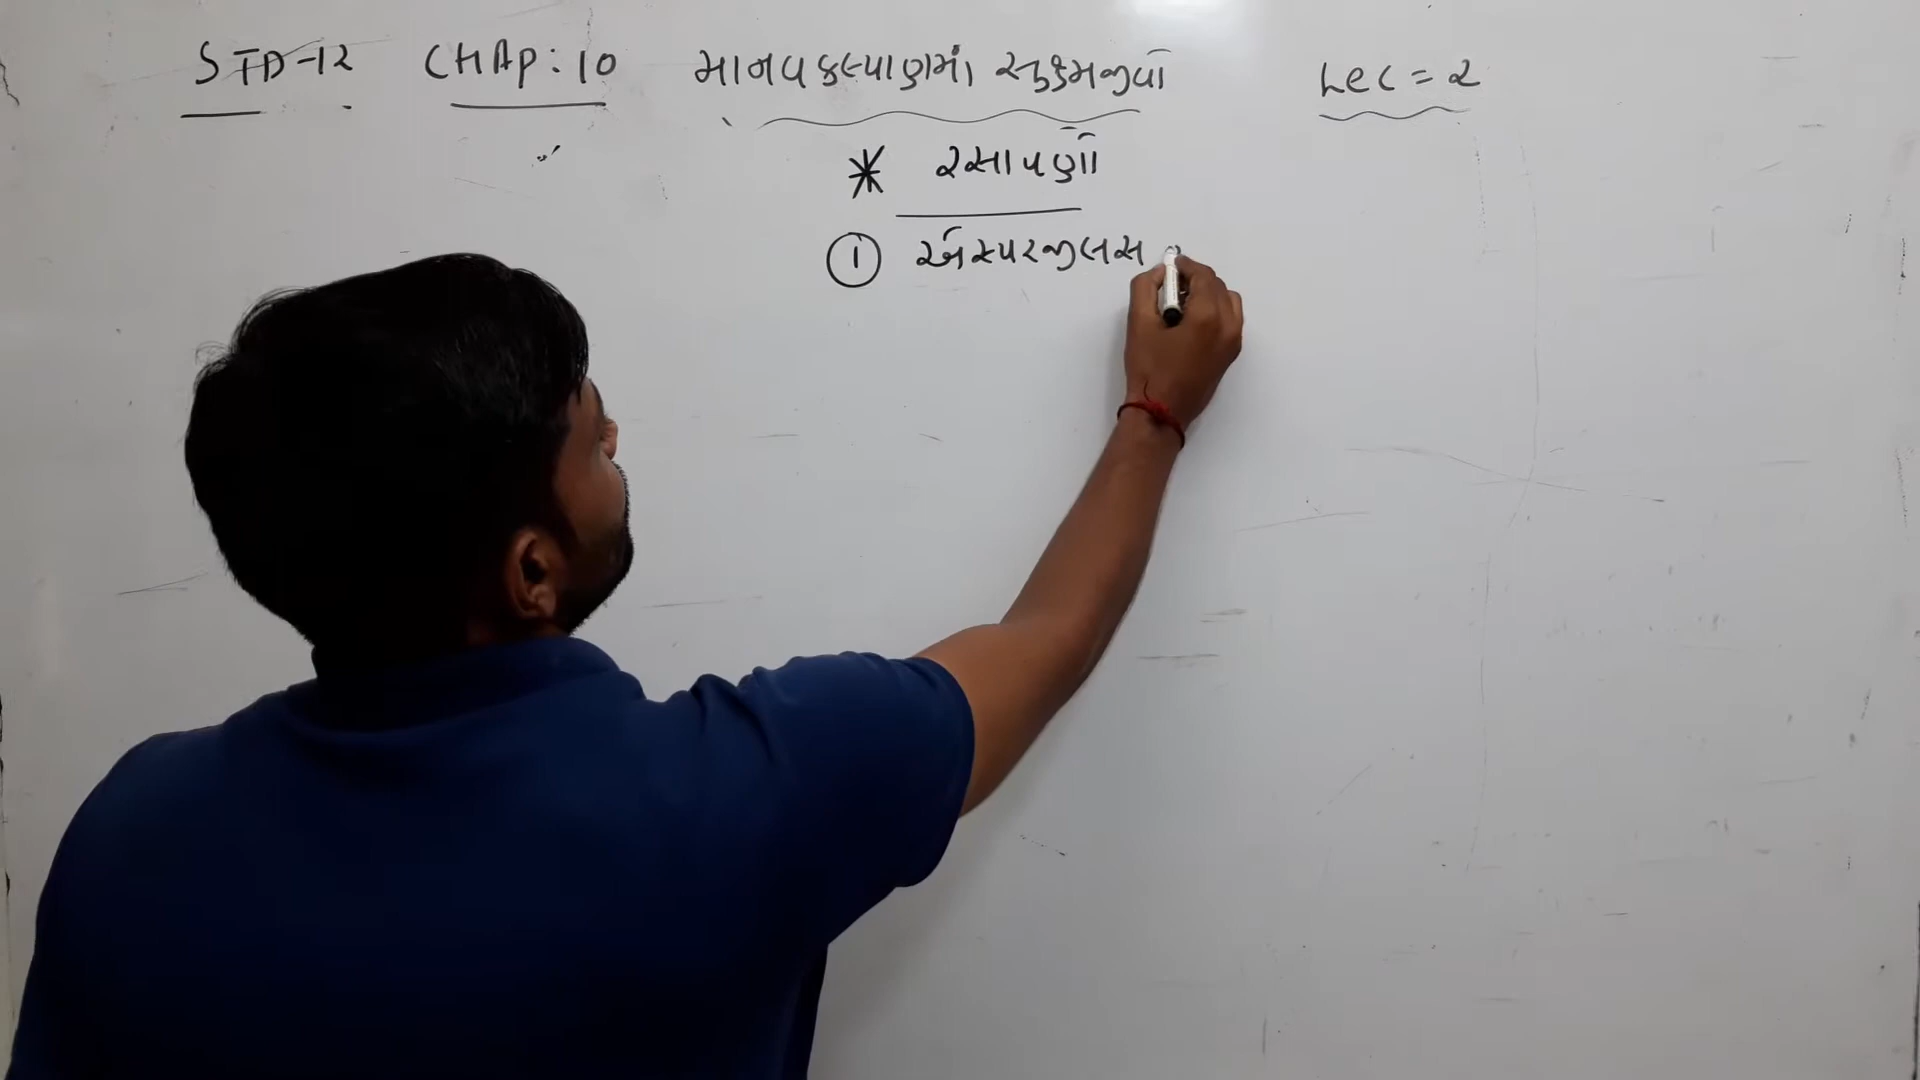 STD-12 CHAP:10 માનવકલ્યાણમાં સુક્ષ્મજીવો Lec = 2
* રસાયણો
① એસ્પરજીલસ